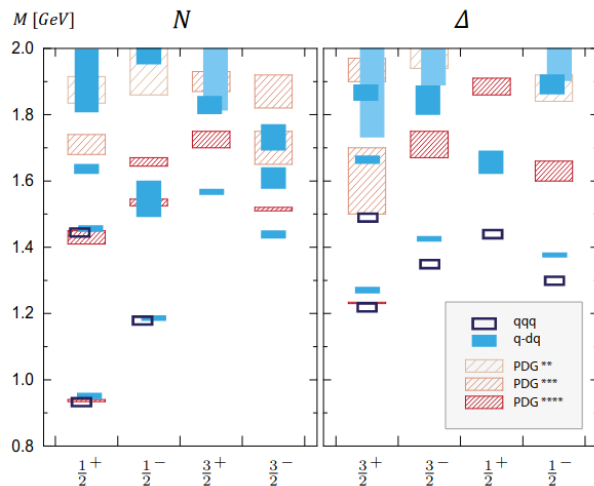 M [GeV] N Δ
2.0
1.8
1.6
1.4
1.2
1.0
0.8
qqq
q-dq
PDG **
PDG ***
PDG ****
1/2+ 1/2− 3/2+ 3/2− 3/2+ 3/2− 1/2+ 1/2−